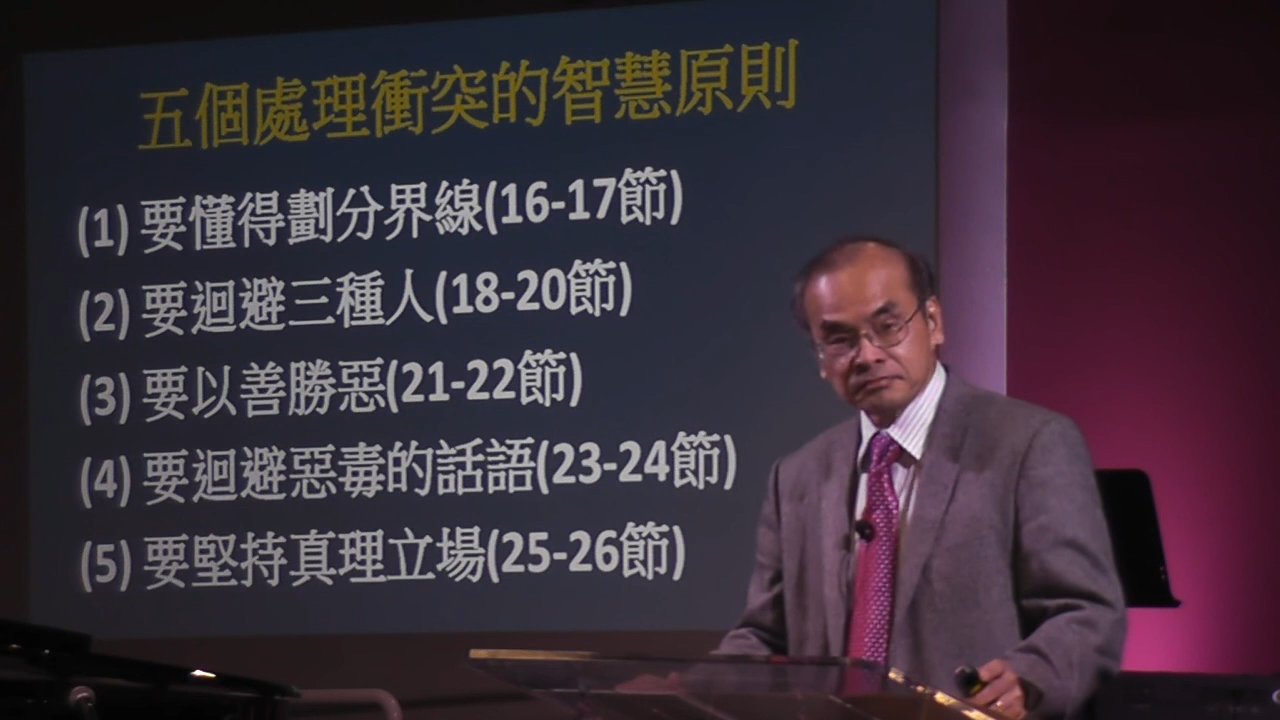 五個處理衝突的智慧原則
(1) 要懂得劃分界線(16-17節)
(2) 要迴避三種人(18-20節)
(3) 要以善勝惡(21-22節)
(4) 要迴避惡毒的話語(23-24節)
(5) 要堅持真理立場(25-26節)